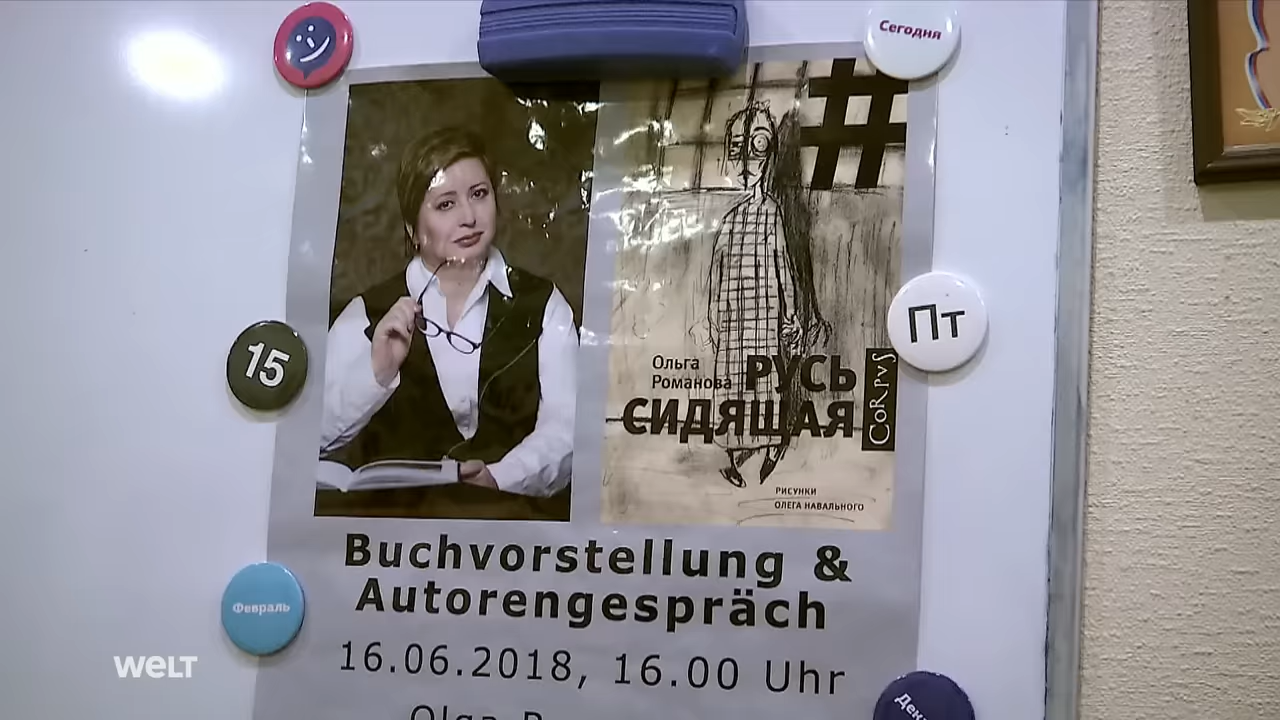 Сегодня
#
15
Пт
Ольга
Романова
РУСЬ
СИДЯЩАЯ
CORPVS
РИСУНКИ
ОЛЕГА НАВАЛЬНОГО
Buchvorstellung &
Autorengespräch
Февраль
16.06.2018, 16.00 Uhr
WELT
Olga